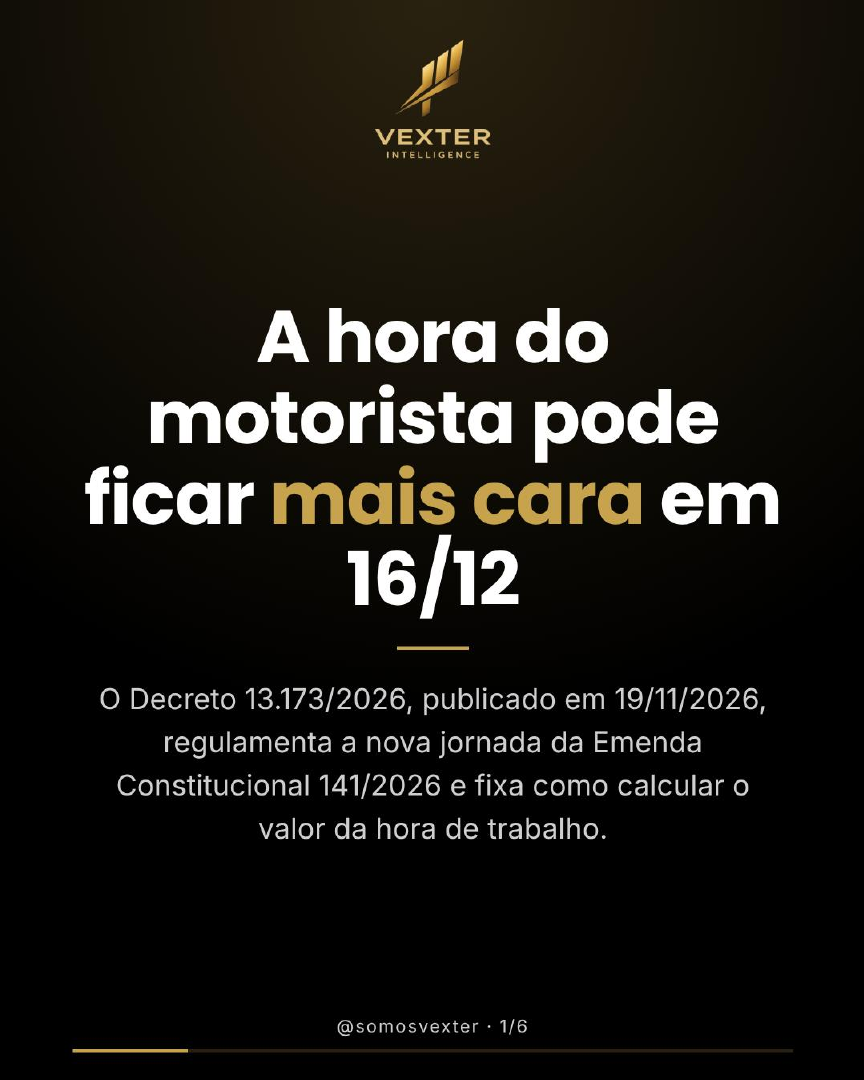 VEXTER
INTELLIGENCE
A hora do
motorista pode
ficar mais cara em
16/12
O Decreto 13.173/2026, publicado em 19/11/2026,
regulamenta a nova jornada da Emenda
Constitucional 141/2026 e fixa como calcular o
valor da hora de trabalho.
@somosvexter · 1/6